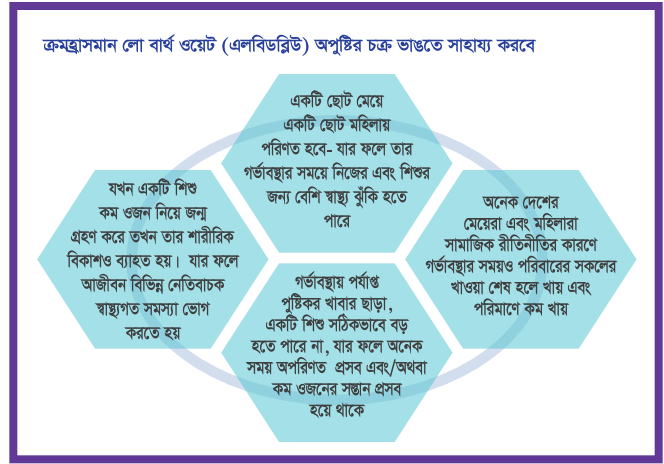 ক্রমহ্রাসমান লো বার্থ ওয়েট (এলবিডব্লিউ) অপুষ্টির চক্র ভাঙতে সাহায্য করবে
একটি ছোট মেয়ে
একটি ছোট মহিলায়
পরিণত হবে- যার ফলে তার
গর্ভাবস্থার সময়ে নিজের এবং শিশুর
জন্য বেশি স্বাস্থ্য ঝুঁকি হতে
পারে
যখন একটি শিশু
কম ওজন নিয়ে জন্ম
গ্রহণ করে তখন তার শারীরিক
বিকাশও ব্যাহত হয়। যার ফলে
আজীবন বিভিন্ন নেতিবাচক
স্বাস্থ্যগত সমস্যা ভোগ
করতে হয়
অনেক দেশের
মেয়েরা এবং মহিলারা
সামাজিক রীতিনীতির কারণে
গর্ভাবস্থার সময়ও পরিবারের সকলের
খাওয়া শেষ হলে খায় এবং
পরিমাণে কম খায়
গর্ভাবস্থায় পর্যাপ্ত
পুষ্টিকর খাবার ছাড়া,
একটি শিশু সঠিকভাবে বড়
হতে পারে না, যার ফলে অনেক
সময় অপরিণত প্রসব এবং/অথবা
কম ওজনের সন্তান প্রসব
হয়ে থাকে